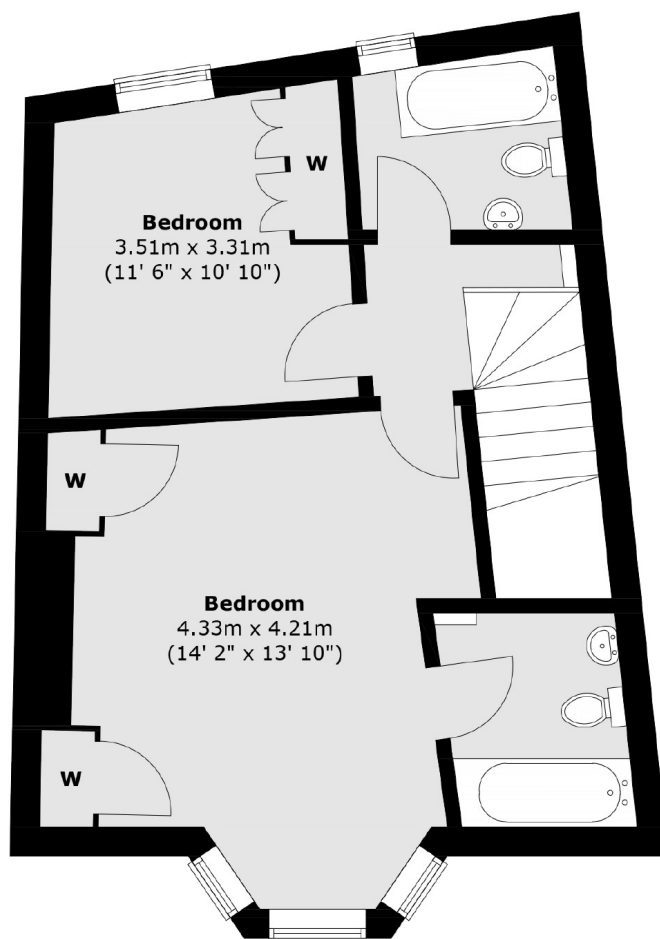 W
Bedroom
3.51m x 3.31m
(11' 6" x 10' 10")
W
Bedroom
4.33m x 4.21m
(14' 2" x 13' 10")
W